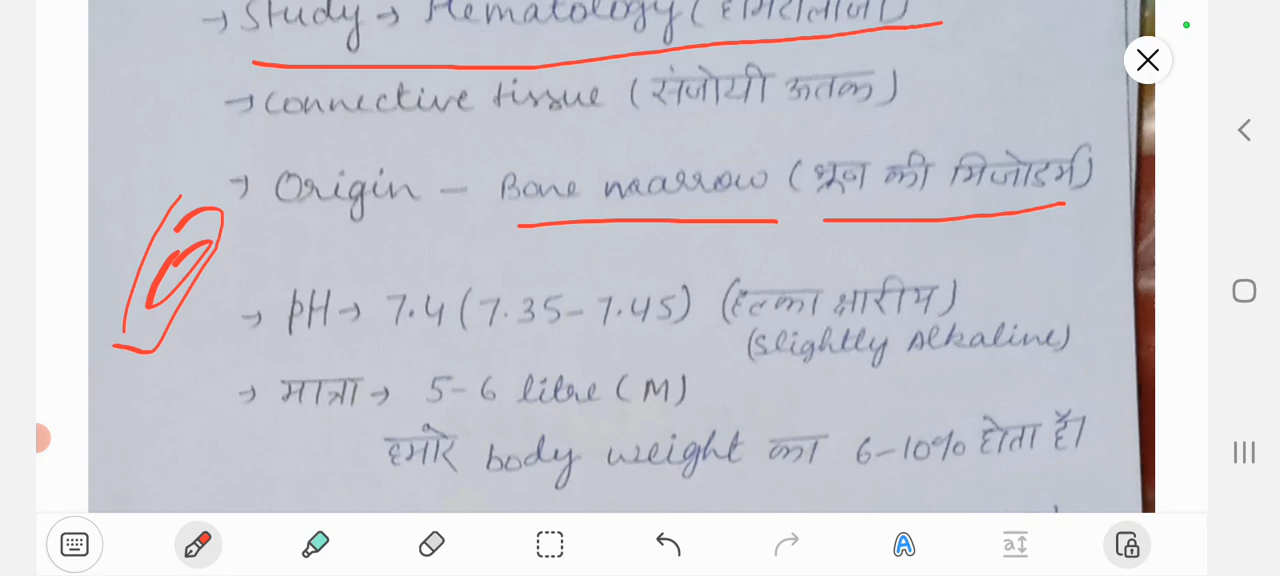 → Study → Hematology (हीमेटोलॉजी)
→ Connective tissue (संजोयी ऊतक)
→ Origin - Bone marrow (भ्रूण की मिजोडर्म)
→ pH → 7.4 (7.35-7.45) (हल्का क्षारीय)
(Slightly Alkaline)
→ मात्रा → 5-6 litre (M)
हमारे body weight का 6-10% होता है।